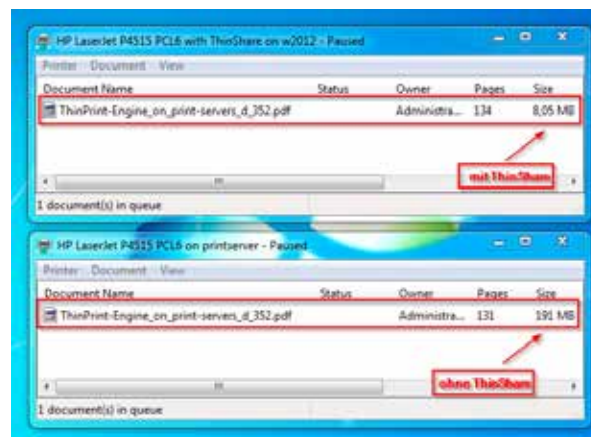 HP LaserJet P4515 PCL6 with ThinShare on w2012 - Paused
Printer Document View
Document Name Status Owner Pages Size
ThinPrint-Engine_on_print-servers_d_352.pdf Administra... 134 8,05 MB
mit ThinShare
1 document(s) in queue
HP LaserJet P4515 PCL6 on printserver - Paused
Printer Document View
Document Name Status Owner Pages Size
ThinPrint-Engine_on_print-servers_d_352.pdf Administra... 131 191 MB
ohne ThinShare
1 document(s) in queue